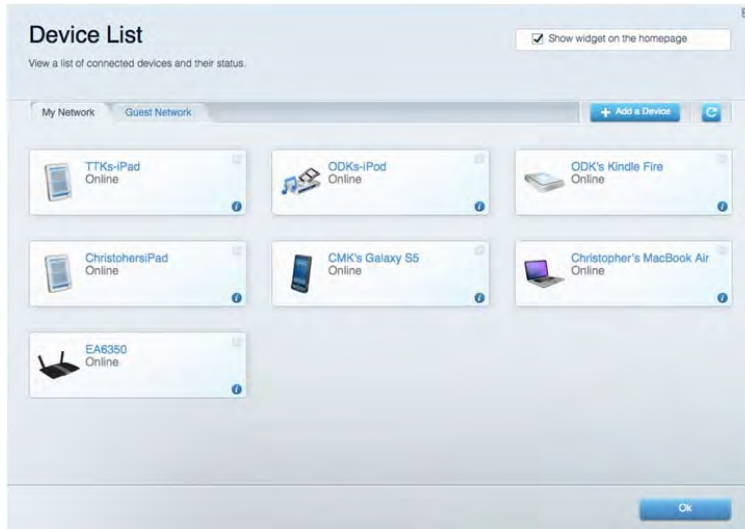 Device List
Show widget on the homepage
View a list of connected devices and their status.
My Network
Guest Network
+ Add a Device
TTKs-iPad
Online
ODKs-iPod
Online
ODK's Kindle Fire
Online
ChristohersiPad
Online
CMK's Galaxy S5
Online
Christopher's MacBook Air
Online
EA6350
Online
Ok